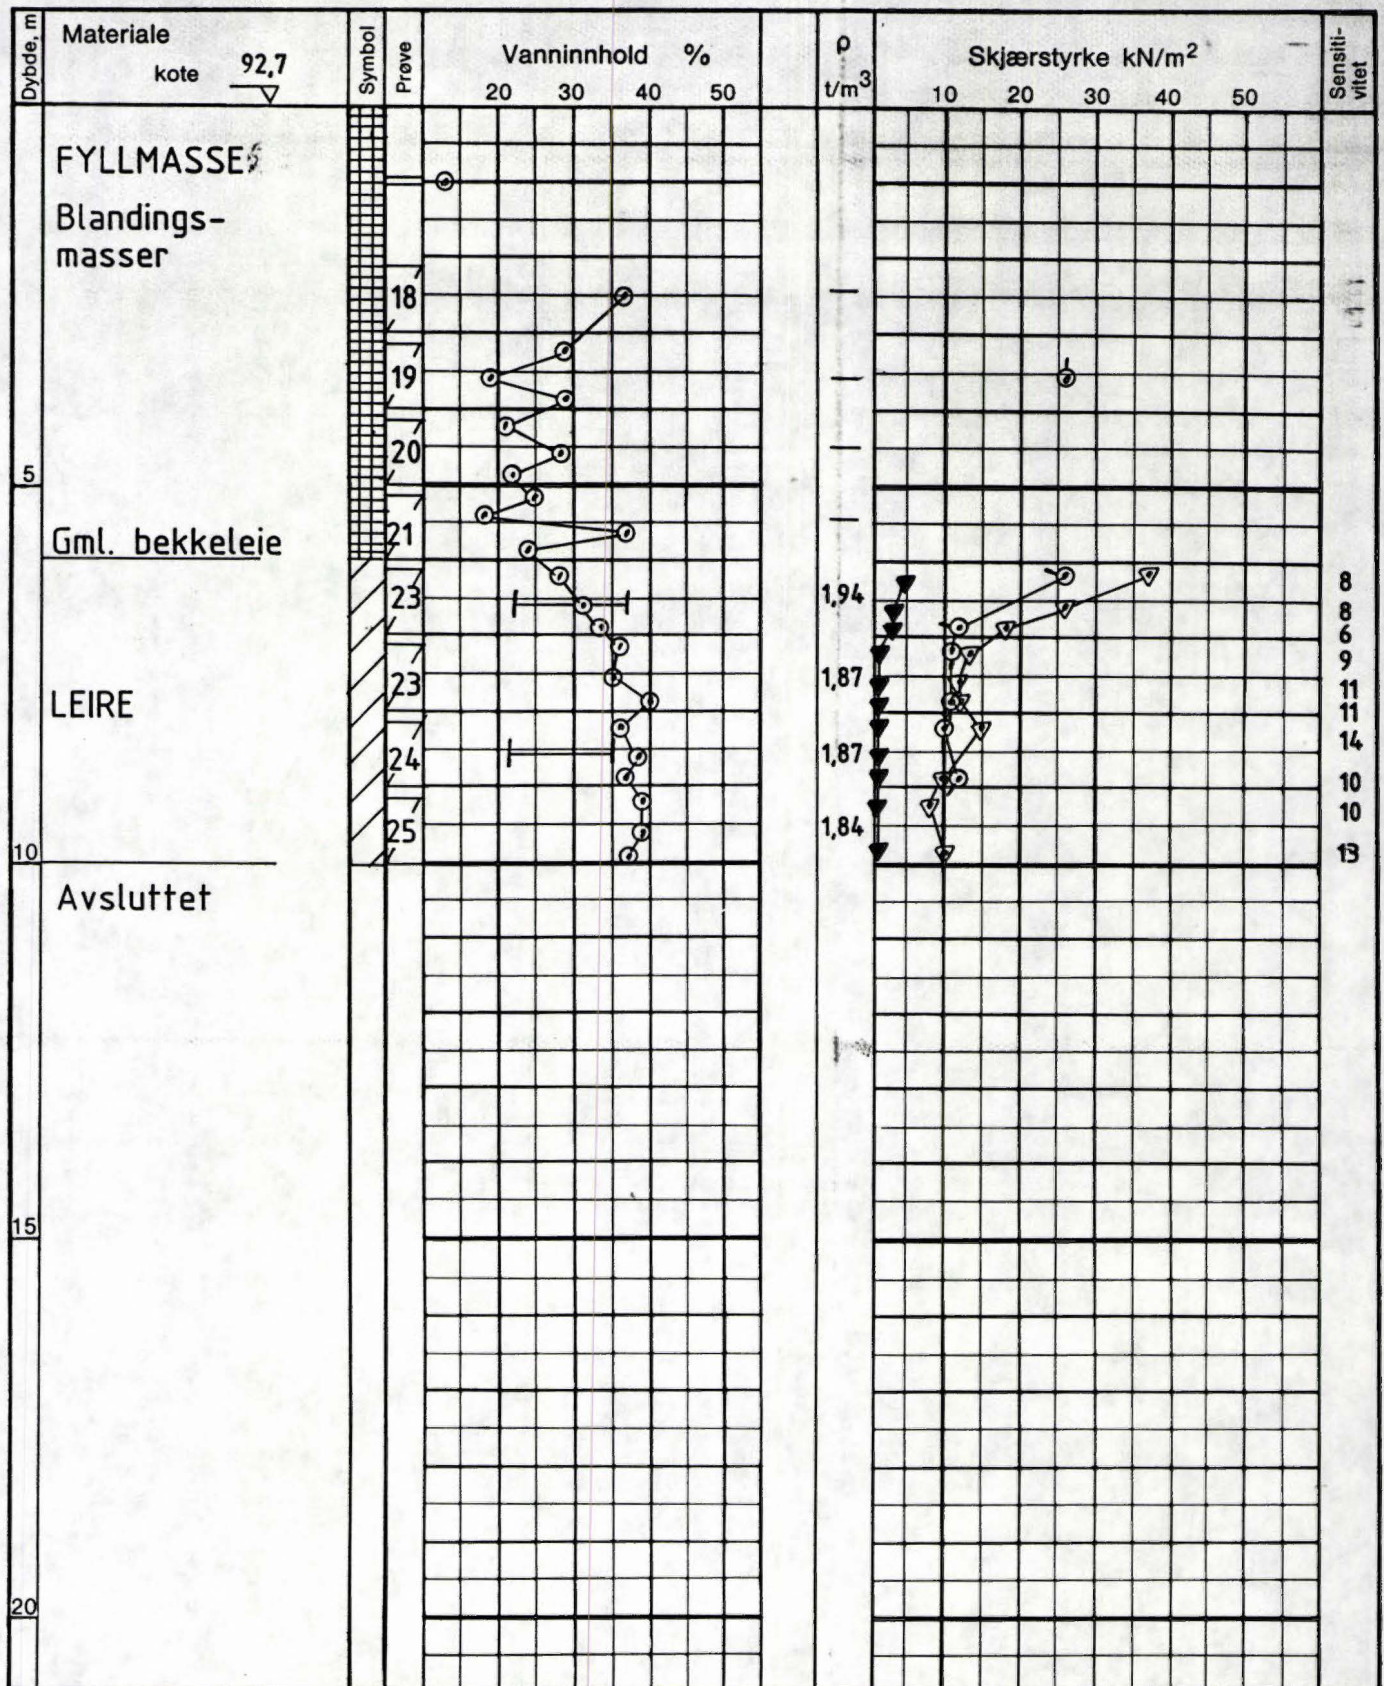 Dybde, m
Materiale
kote 92,7
Symbol
Prøve
Vanninnhold %
20 30 40 50
ρ
t/m³
Skjærstyrke kN/m²
10 20 30 40 50
Sensiti-
vitet
FYLLMASSE
Blandings-
masser
18
19
20
5
21
Gml. bekkeleie
23 1,94 8
8
6
9
LEIRE
23 1,87 11
11
14
24 1,87 10
10
25 1,84 13
10
Avsluttet
15
20